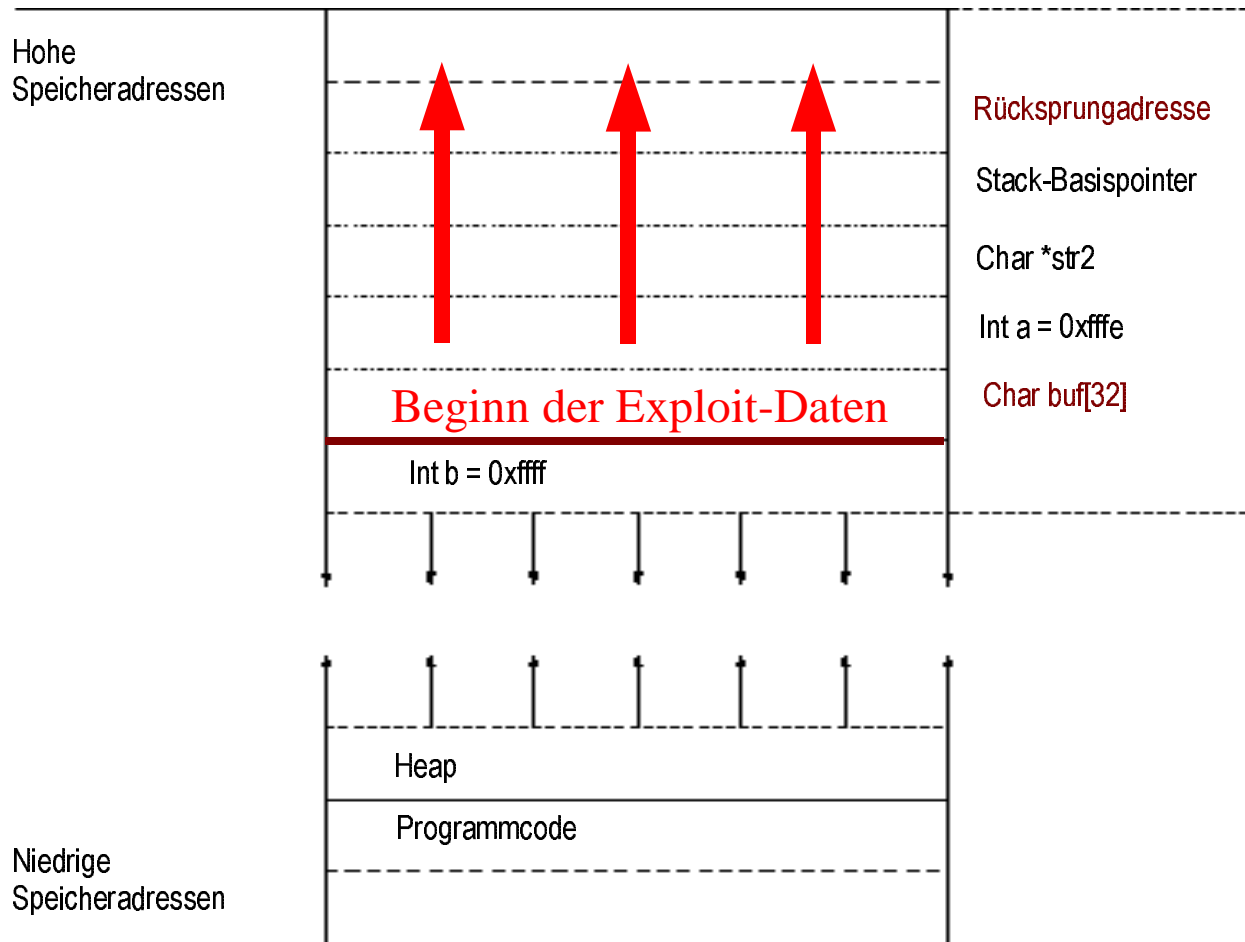 Hohe
Speicheradressen
Rücksprungadresse
Stack-Basispointer
Char *str2
Int a = 0xfffe
Char buf[32]
Beginn der Exploit-Daten
Int b = 0xffff
Heap
Programmcode
Niedrige
Speicheradressen